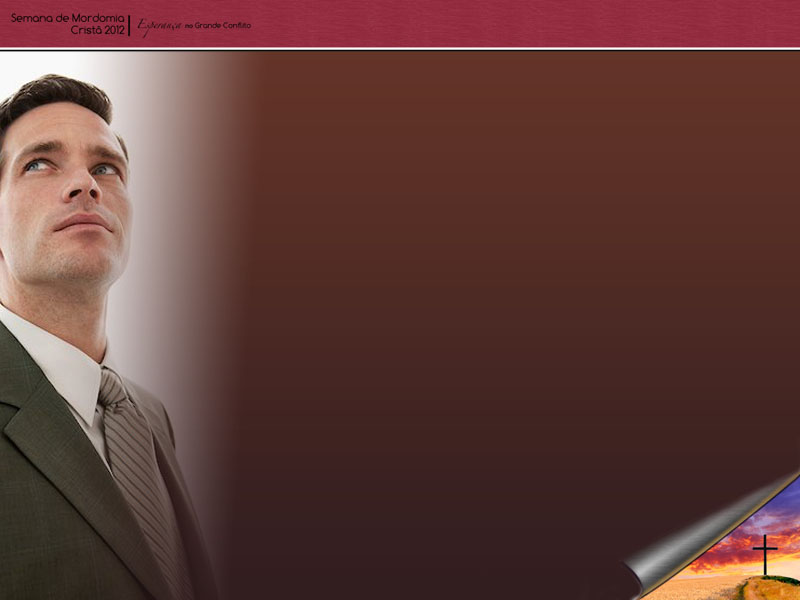 Semana de Mordomia
Cristã 2012
Esperança no Grande Conflito